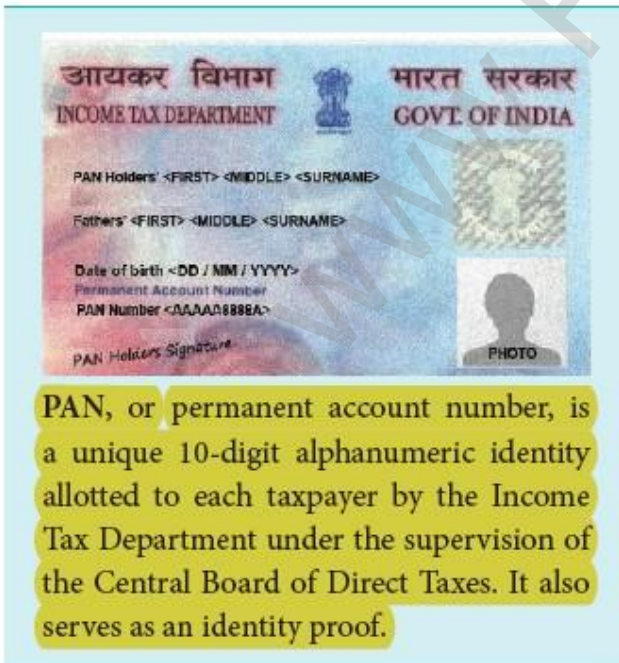 आयकर विभाग
INCOME TAX DEPARTMENT
भारत सरकार
GOVT. OF INDIA
PAN Holders' <FIRST> <MIDDLE> <SURNAME>
Fathers' <FIRST> <MIDDLE> <SURNAME>
Date of birth <DD / MM / YYYY>
Permanent Account Number
PAN Number <AAAAA8888A>
PAN Holders Signature
PHOTO
PAN, or permanent account number, is
a unique 10-digit alphanumeric identity
allotted to each taxpayer by the Income
Tax Department under the supervision of
the Central Board of Direct Taxes. It also
serves as an identity proof.